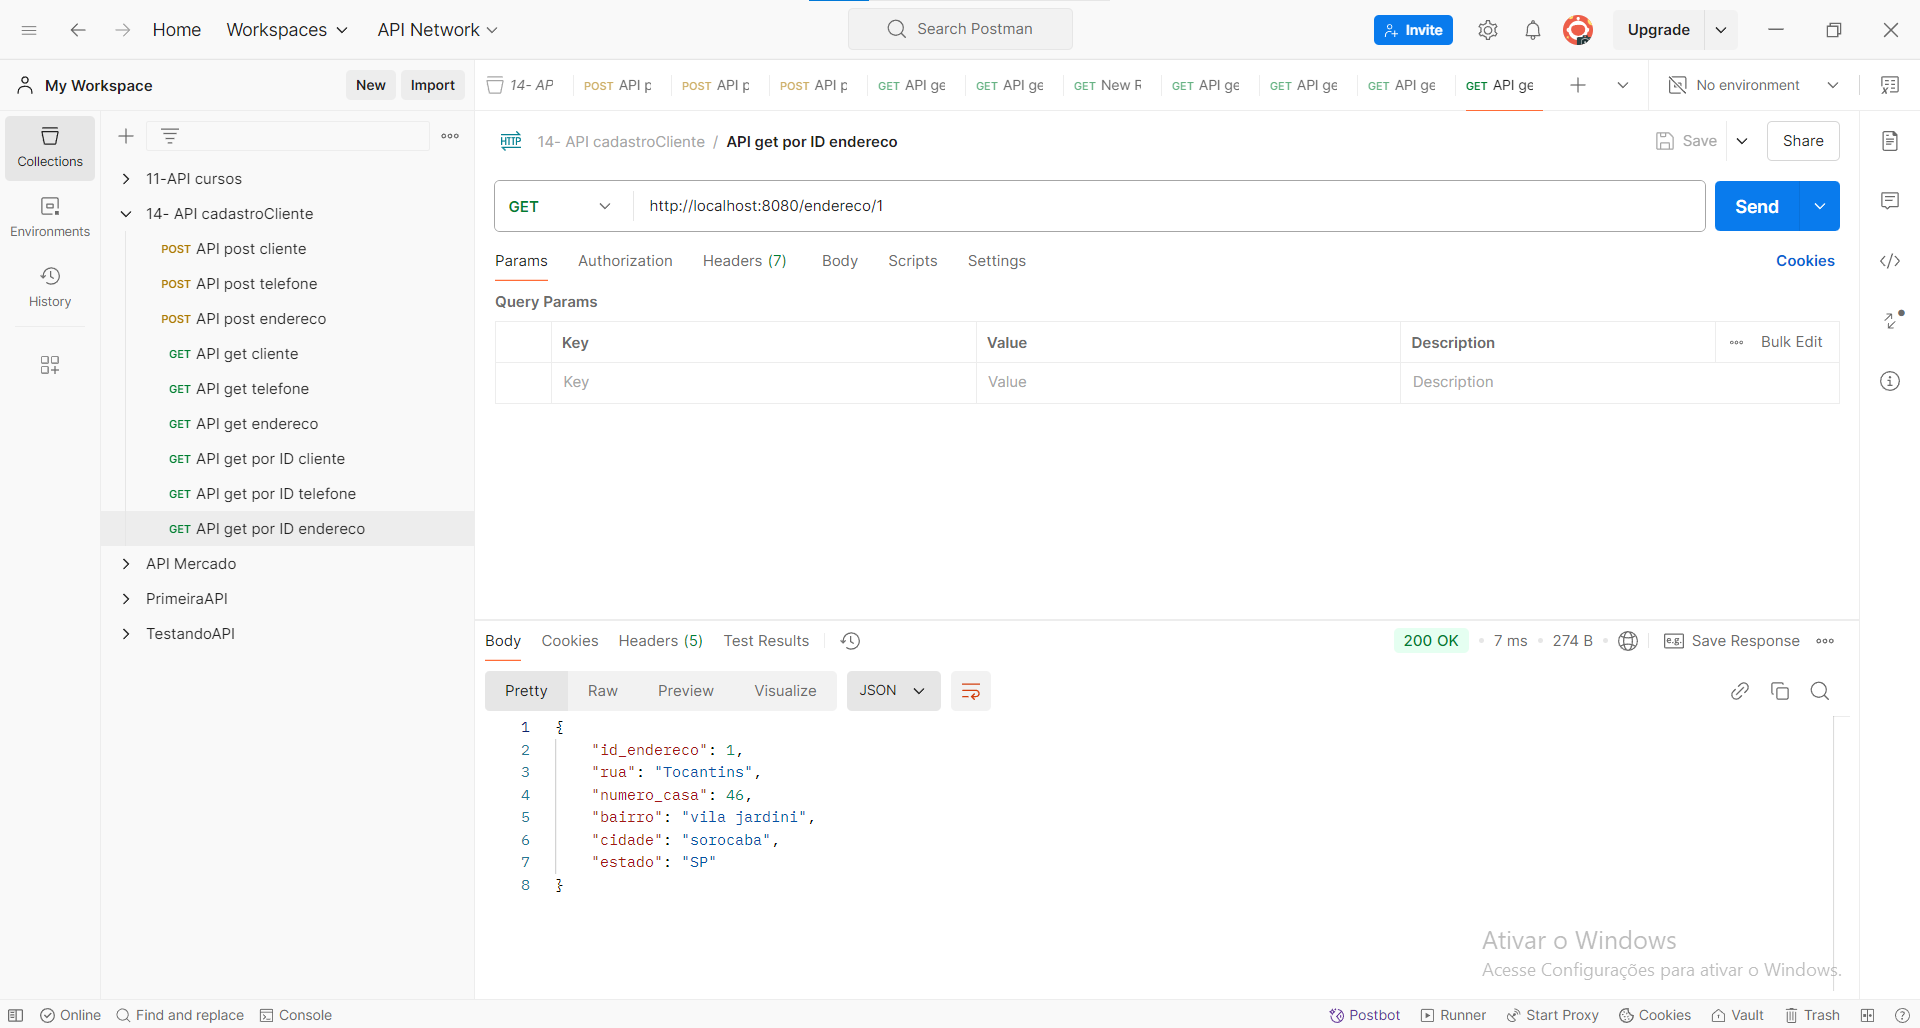 Home Workspaces API Network Search Postman Invite Upgrade
My Workspace New Import 14- AP POST API p POST API p POST API p GET API ge GET API ge GET New R GET API ge GET API ge GET API ge GET API ge No environment
Collections
Environments
History
11-API cursos
14- API cadastroCliente
POST API post cliente
POST API post telefone
POST API post endereco
GET API get cliente
GET API get telefone
GET API get endereco
GET API get por ID cliente
GET API get por ID telefone
GET API get por ID endereco
API Mercado
PrimeiraAPI
TestandoAPI
HTTP 14- API cadastroCliente / API get por ID endereco Save Share
GET http://localhost:8080/endereco/1 Send
Params Authorization Headers (7) Body Scripts Settings Cookies
Query Params
Key Value Description Bulk Edit
Key Value Description
Body Cookies Headers (5) Test Results 200 OK 7 ms 274 B e.g. Save Response
Pretty Raw Preview Visualize JSON
1 {
2 "id_endereco": 1,
3 "rua": "Tocantins",
4 "numero_casa": 46,
5 "bairro": "vila jardini",
6 "cidade": "sorocaba",
7 "estado": "SP"
8 }
Ativar o Windows
Acesse Configurações para ativar o Windows.
Online Find and replace Console Postbot Runner Start Proxy Cookies Vault Trash